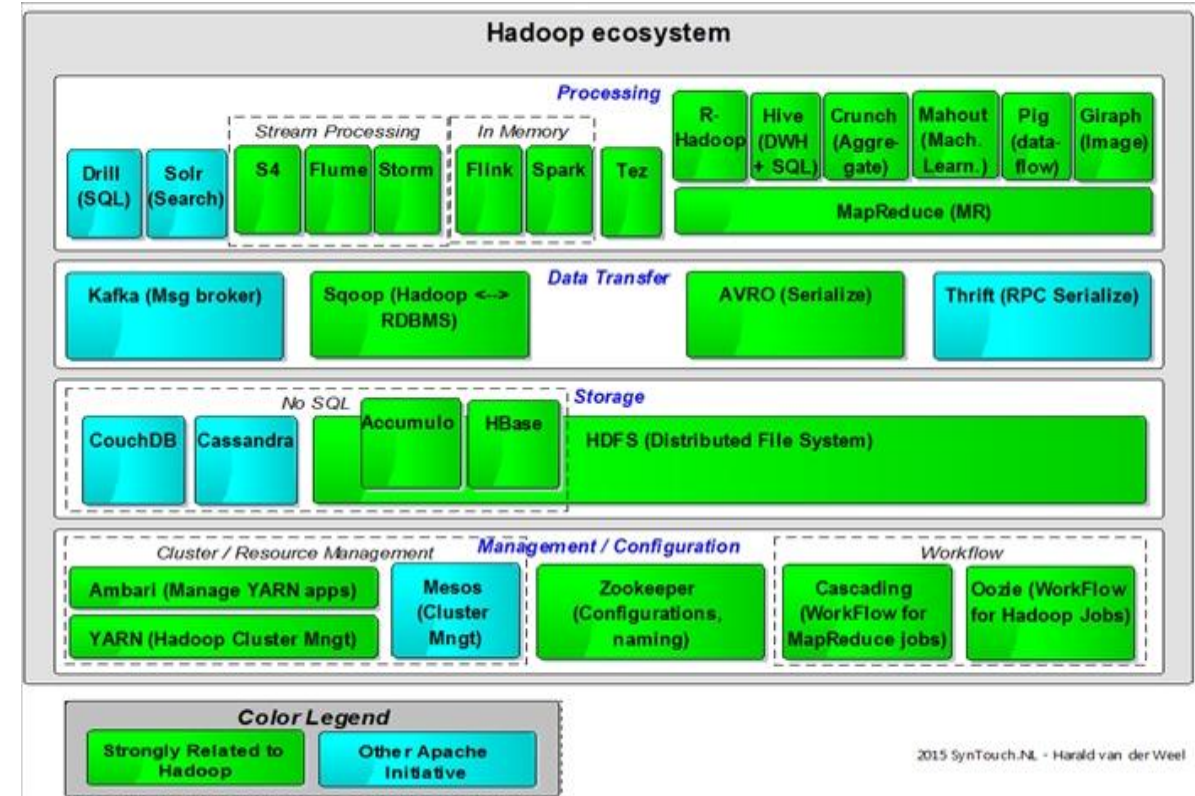 Hadoop ecosystem
Processing
Stream Processing
In Memory
Drill
(SQL)
Solr
(Search)
S4
Flume
Storm
Flink
Spark
Tez
R-
Hadoop
Hive
(DWH
+ SQL)
Crunch
(Aggre-
gate)
Mahout
(Mach.
Learn.)
Pig
(data-
flow)
Giraph
(Image)
MapReduce (MR)
Data Transfer
Kafka (Msg broker)
Sqoop (Hadoop <-->
RDBMS)
AVRO (Serialize)
Thrift (RPC Serialize)
Storage
No SQL
CouchDB
Cassandra
Accumulo
HBase
HDFS (Distributed File System)
Management / Configuration
Cluster / Resource Management
Ambari (Manage YARN apps)
YARN (Hadoop Cluster Mngt)
Mesos
(Cluster
Mngt)
Zookeeper
(Configurations,
naming)
Workflow
Cascading
(WorkFlow for
MapReduce jobs)
Oozie (WorkFlow
for Hadoop Jobs)
Color Legend
Strongly Related to
Hadoop
Other Apache
Initiative
2015 SynTouch.NL - Harald van der Weel